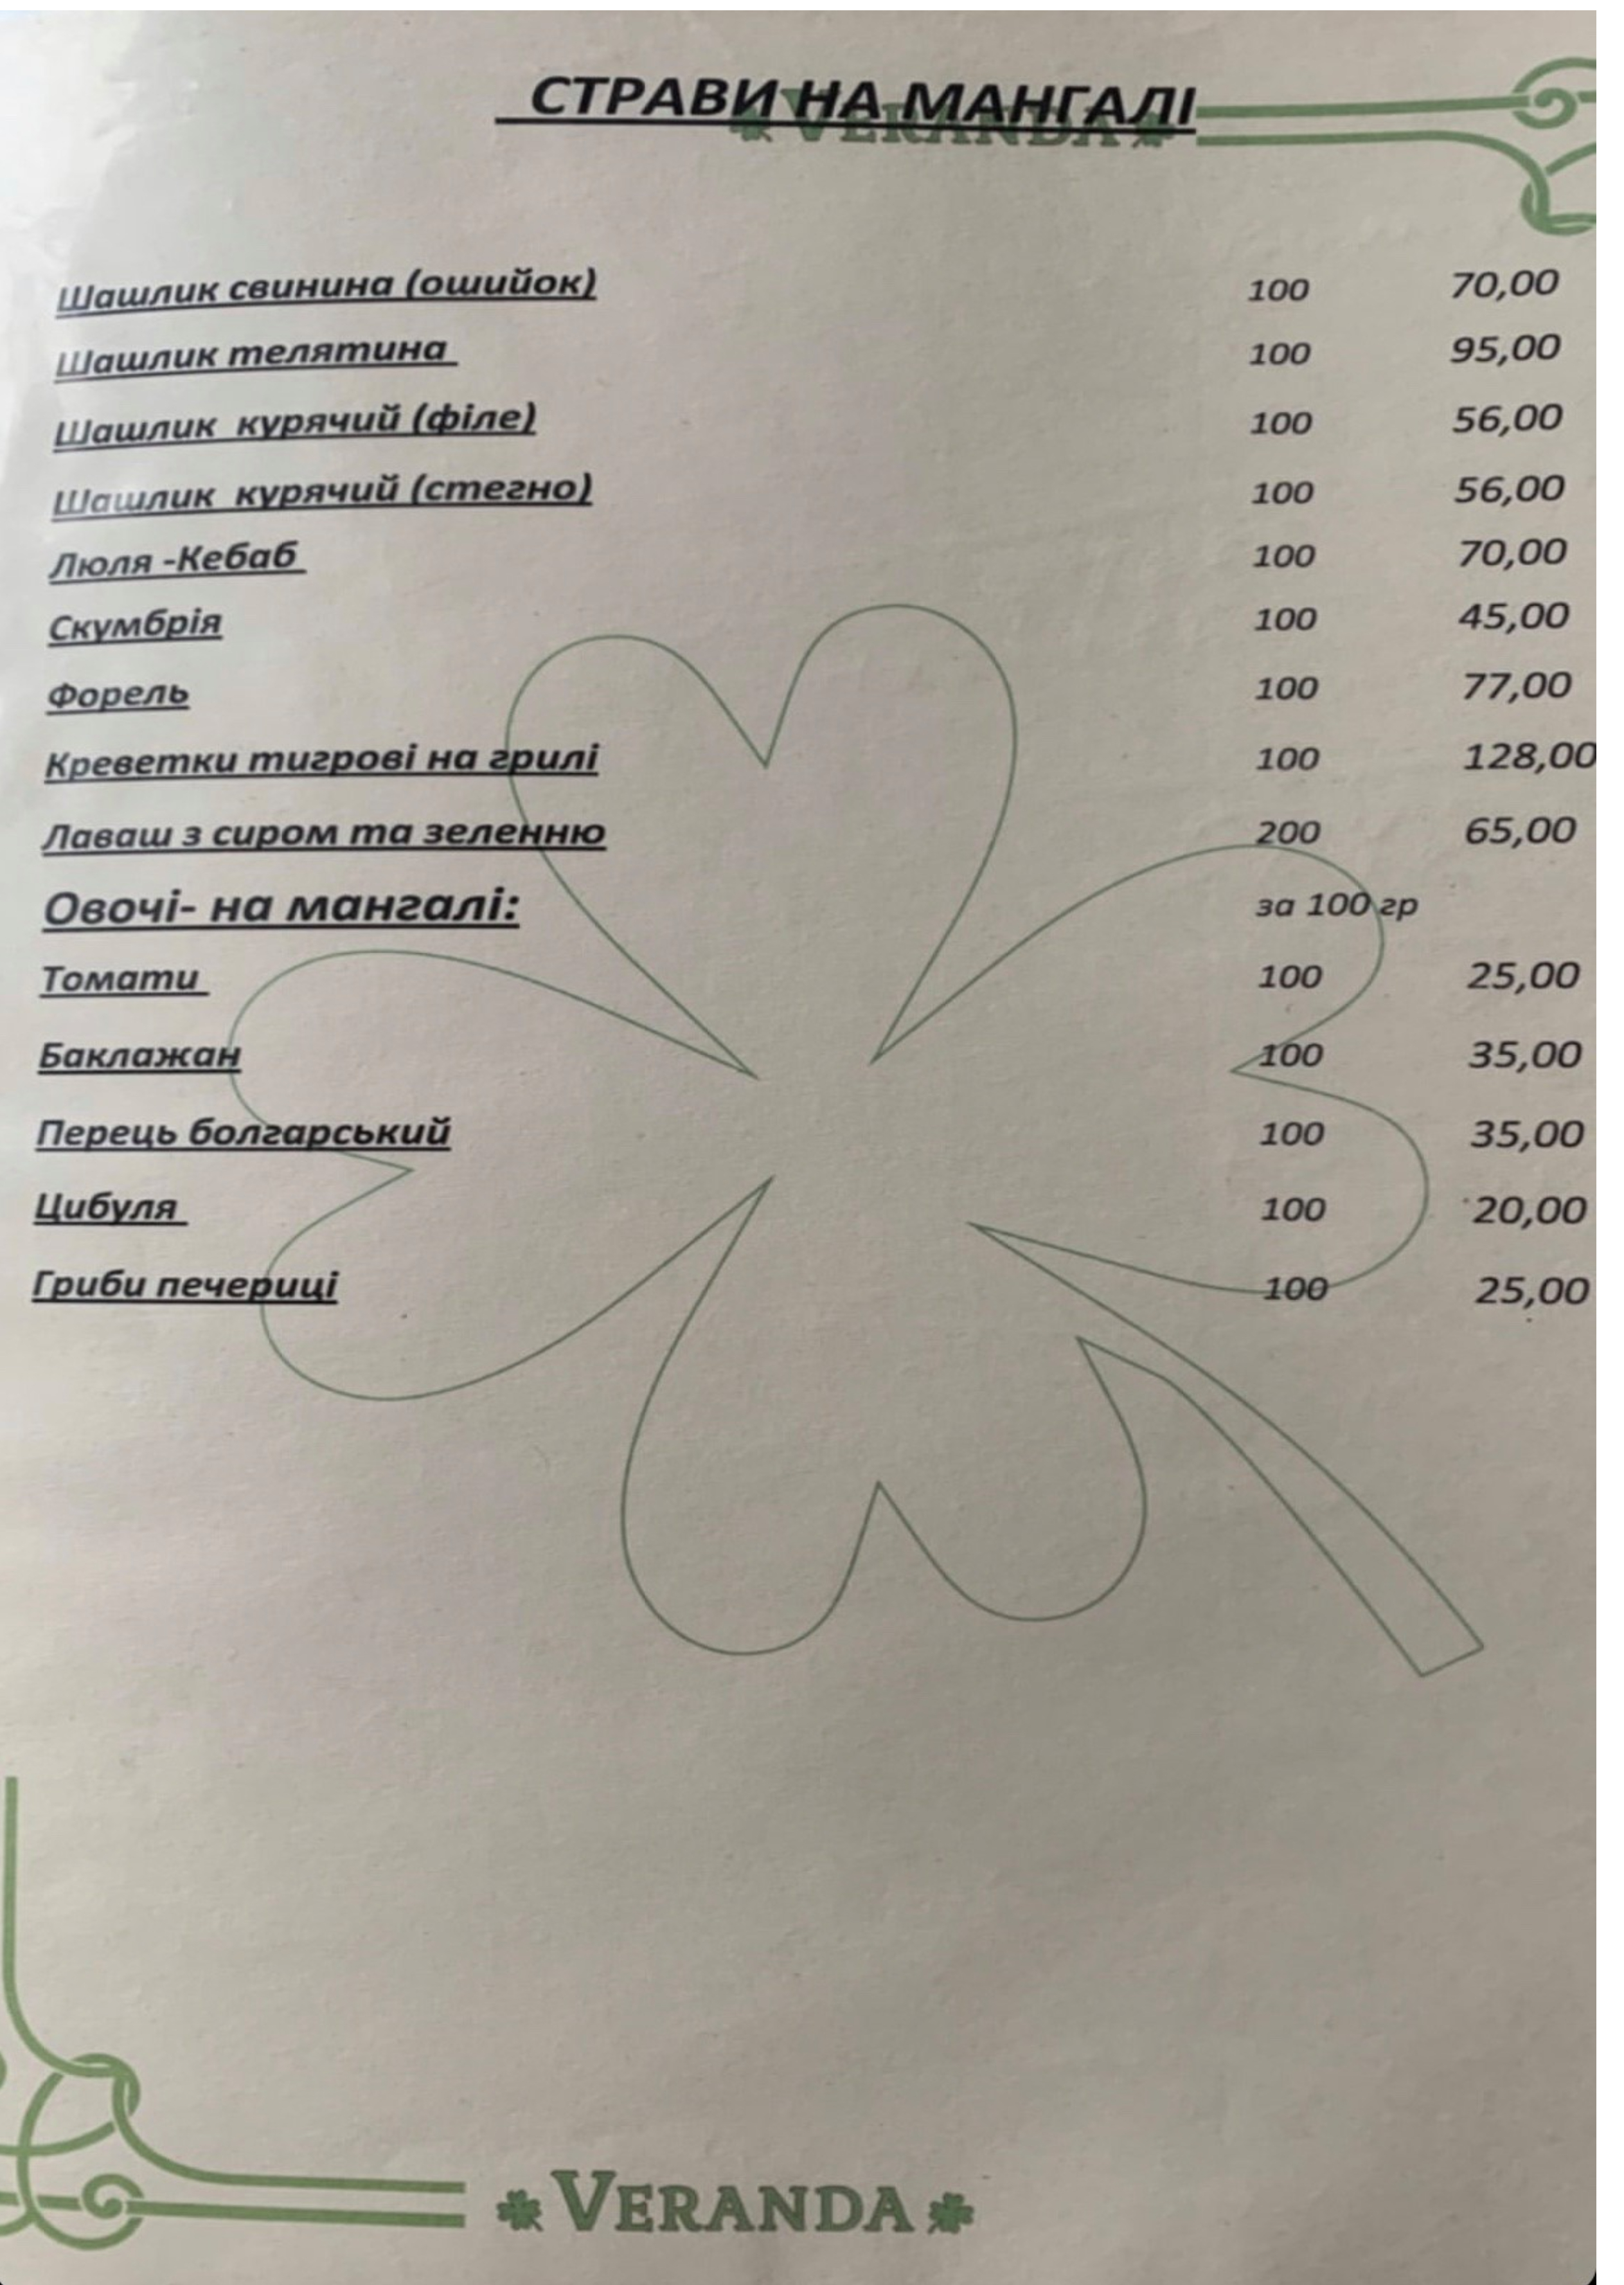 СТРАВИ НА МАНГАЛІ
VERANDA
Шашлик свинина (ошийок) 100 70,00
Шашлик телятина 100 95,00
Шашлик курячий (філе) 100 56,00
Шашлик курячий (стегно) 100 56,00
Люля -Кебаб 100 70,00
Скумбрія 100 45,00
Форель 100 77,00
Креветки тигрові на грилі 100 128,00
Лаваш з сиром та зеленню 200 65,00
Овочі- на мангалі: за 100 гр
Томати 100 25,00
Баклажан 100 35,00
Перець болгарський 100 35,00
Цибуля 100 20,00
Гриби печериці 100 25,00
VERANDA